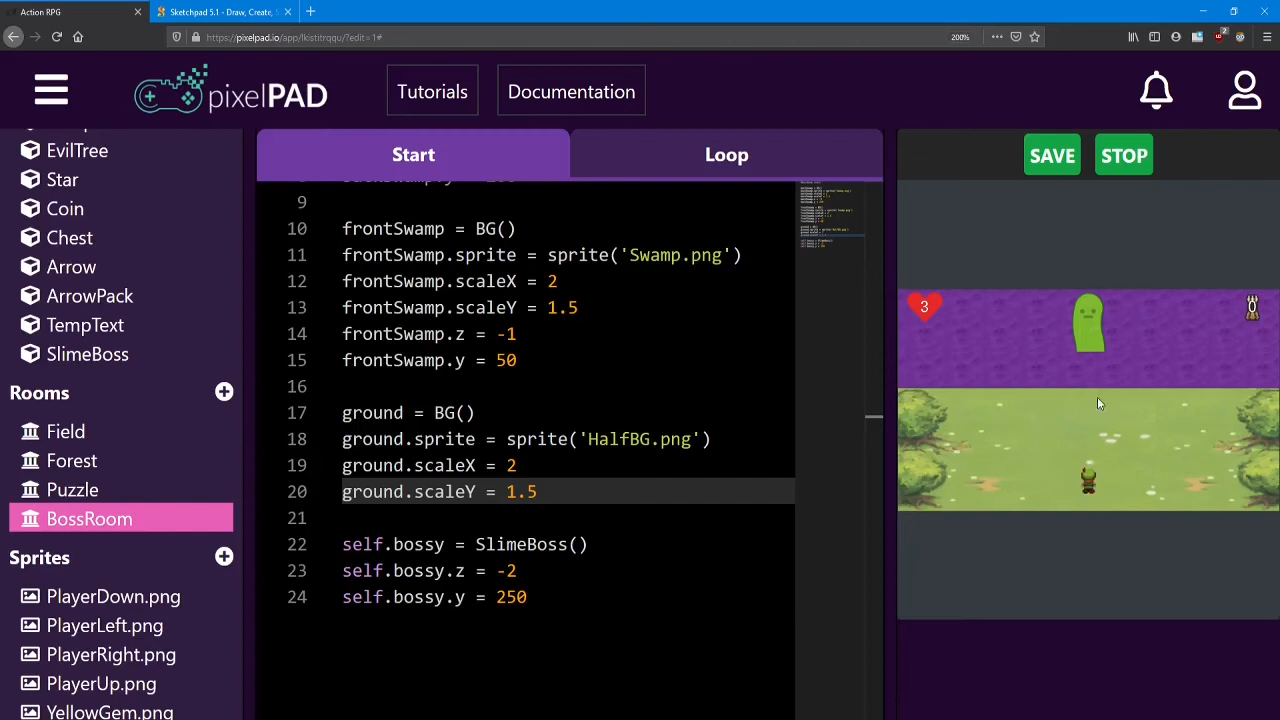 Action RPG
Sketchpad 5.1 - Draw, Create, S
https://pixelpad.io/app/lkistitrqqu/?edit=1#
200%
2
pixelPAD
Tutorials
Documentation
EvilTree
Star
Coin
Chest
Arrow
ArrowPack
TempText
SlimeBoss
Rooms
Field
Forest
Puzzle
BossRoom
Sprites
PlayerDown.png
PlayerLeft.png
PlayerRight.png
PlayerUp.png
YellowGem.png
Start
Loop
9
10 frontSwamp = BG()
11 frontSwamp.sprite = sprite('Swamp.png')
12 frontSwamp.scaleX = 2
13 frontSwamp.scaleY = 1.5
14 frontSwamp.z = -1
15 frontSwamp.y = 50
16
17 ground = BG()
18 ground.sprite = sprite('HalfBG.png')
19 ground.scaleX = 2
20 ground.scaleY = 1.5
21
22 self.bossy = SlimeBoss()
23 self.bossy.z = -2
24 self.bossy.y = 250
SAVE
STOP
3
0